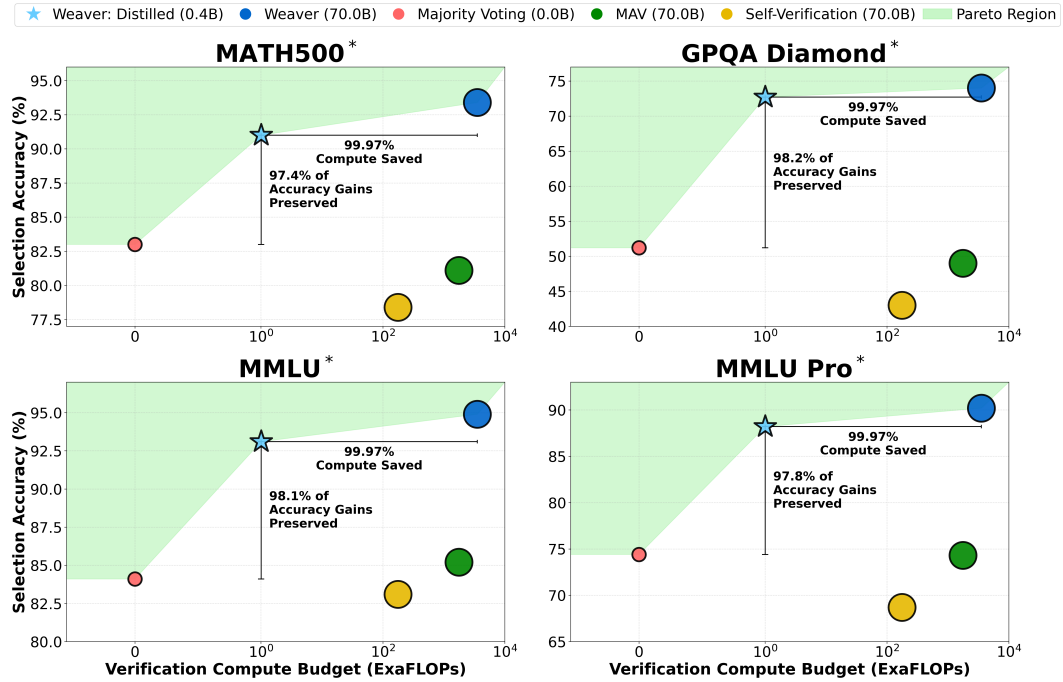 Weaver: Distilled (0.4B) Weaver (70.0B) Majority Voting (0.0B) MAV (70.0B) Self-Verification (70.0B) Pareto Region
MATH500*
Selection Accuracy (%)
95.0
92.5
90.0
87.5
85.0
82.5
80.0
77.5
99.97%
Compute Saved
97.4% of
Accuracy Gains
Preserved
0 10^0 10^2 10^4
GPQA Diamond*
75
70
65
60
55
50
45
40
99.97%
Compute Saved
98.2% of
Accuracy Gains
Preserved
0 10^0 10^2 10^4
MMLU*
Selection Accuracy (%)
95.0
92.5
90.0
87.5
85.0
82.5
80.0
99.97%
Compute Saved
98.1% of
Accuracy Gains
Preserved
0 10^0 10^2 10^4
Verification Compute Budget (ExaFLOPs)
MMLU Pro*
90
85
80
75
70
65
99.97%
Compute Saved
97.8% of
Accuracy Gains
Preserved
0 10^0 10^2 10^4
Verification Compute Budget (ExaFLOPs)